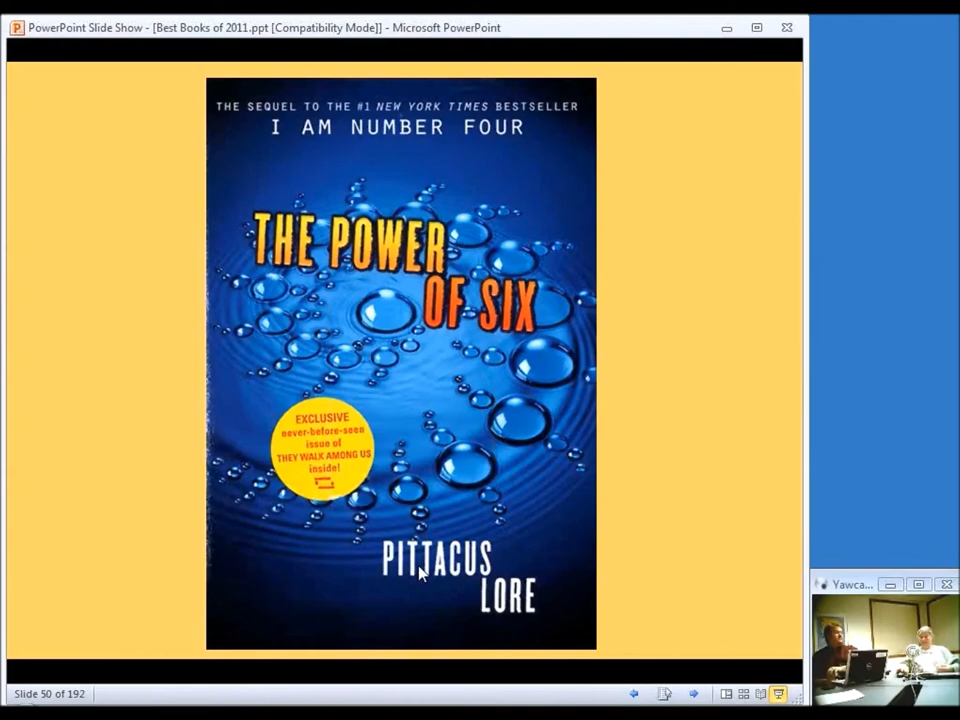 PowerPoint Slide Show - [Best Books of 2011.ppt [Compatibility Mode]] - Microsoft PowerPoint
THE SEQUEL TO THE #1 NEW YORK TIMES BESTSELLER
I AM NUMBER FOUR
THE POWER
OF SIX
EXCLUSIVE
never-before-seen
issue of
THEY WALK AMONG US
inside!
PITTACUS
LORE
Yawca...
Slide 50 of 192